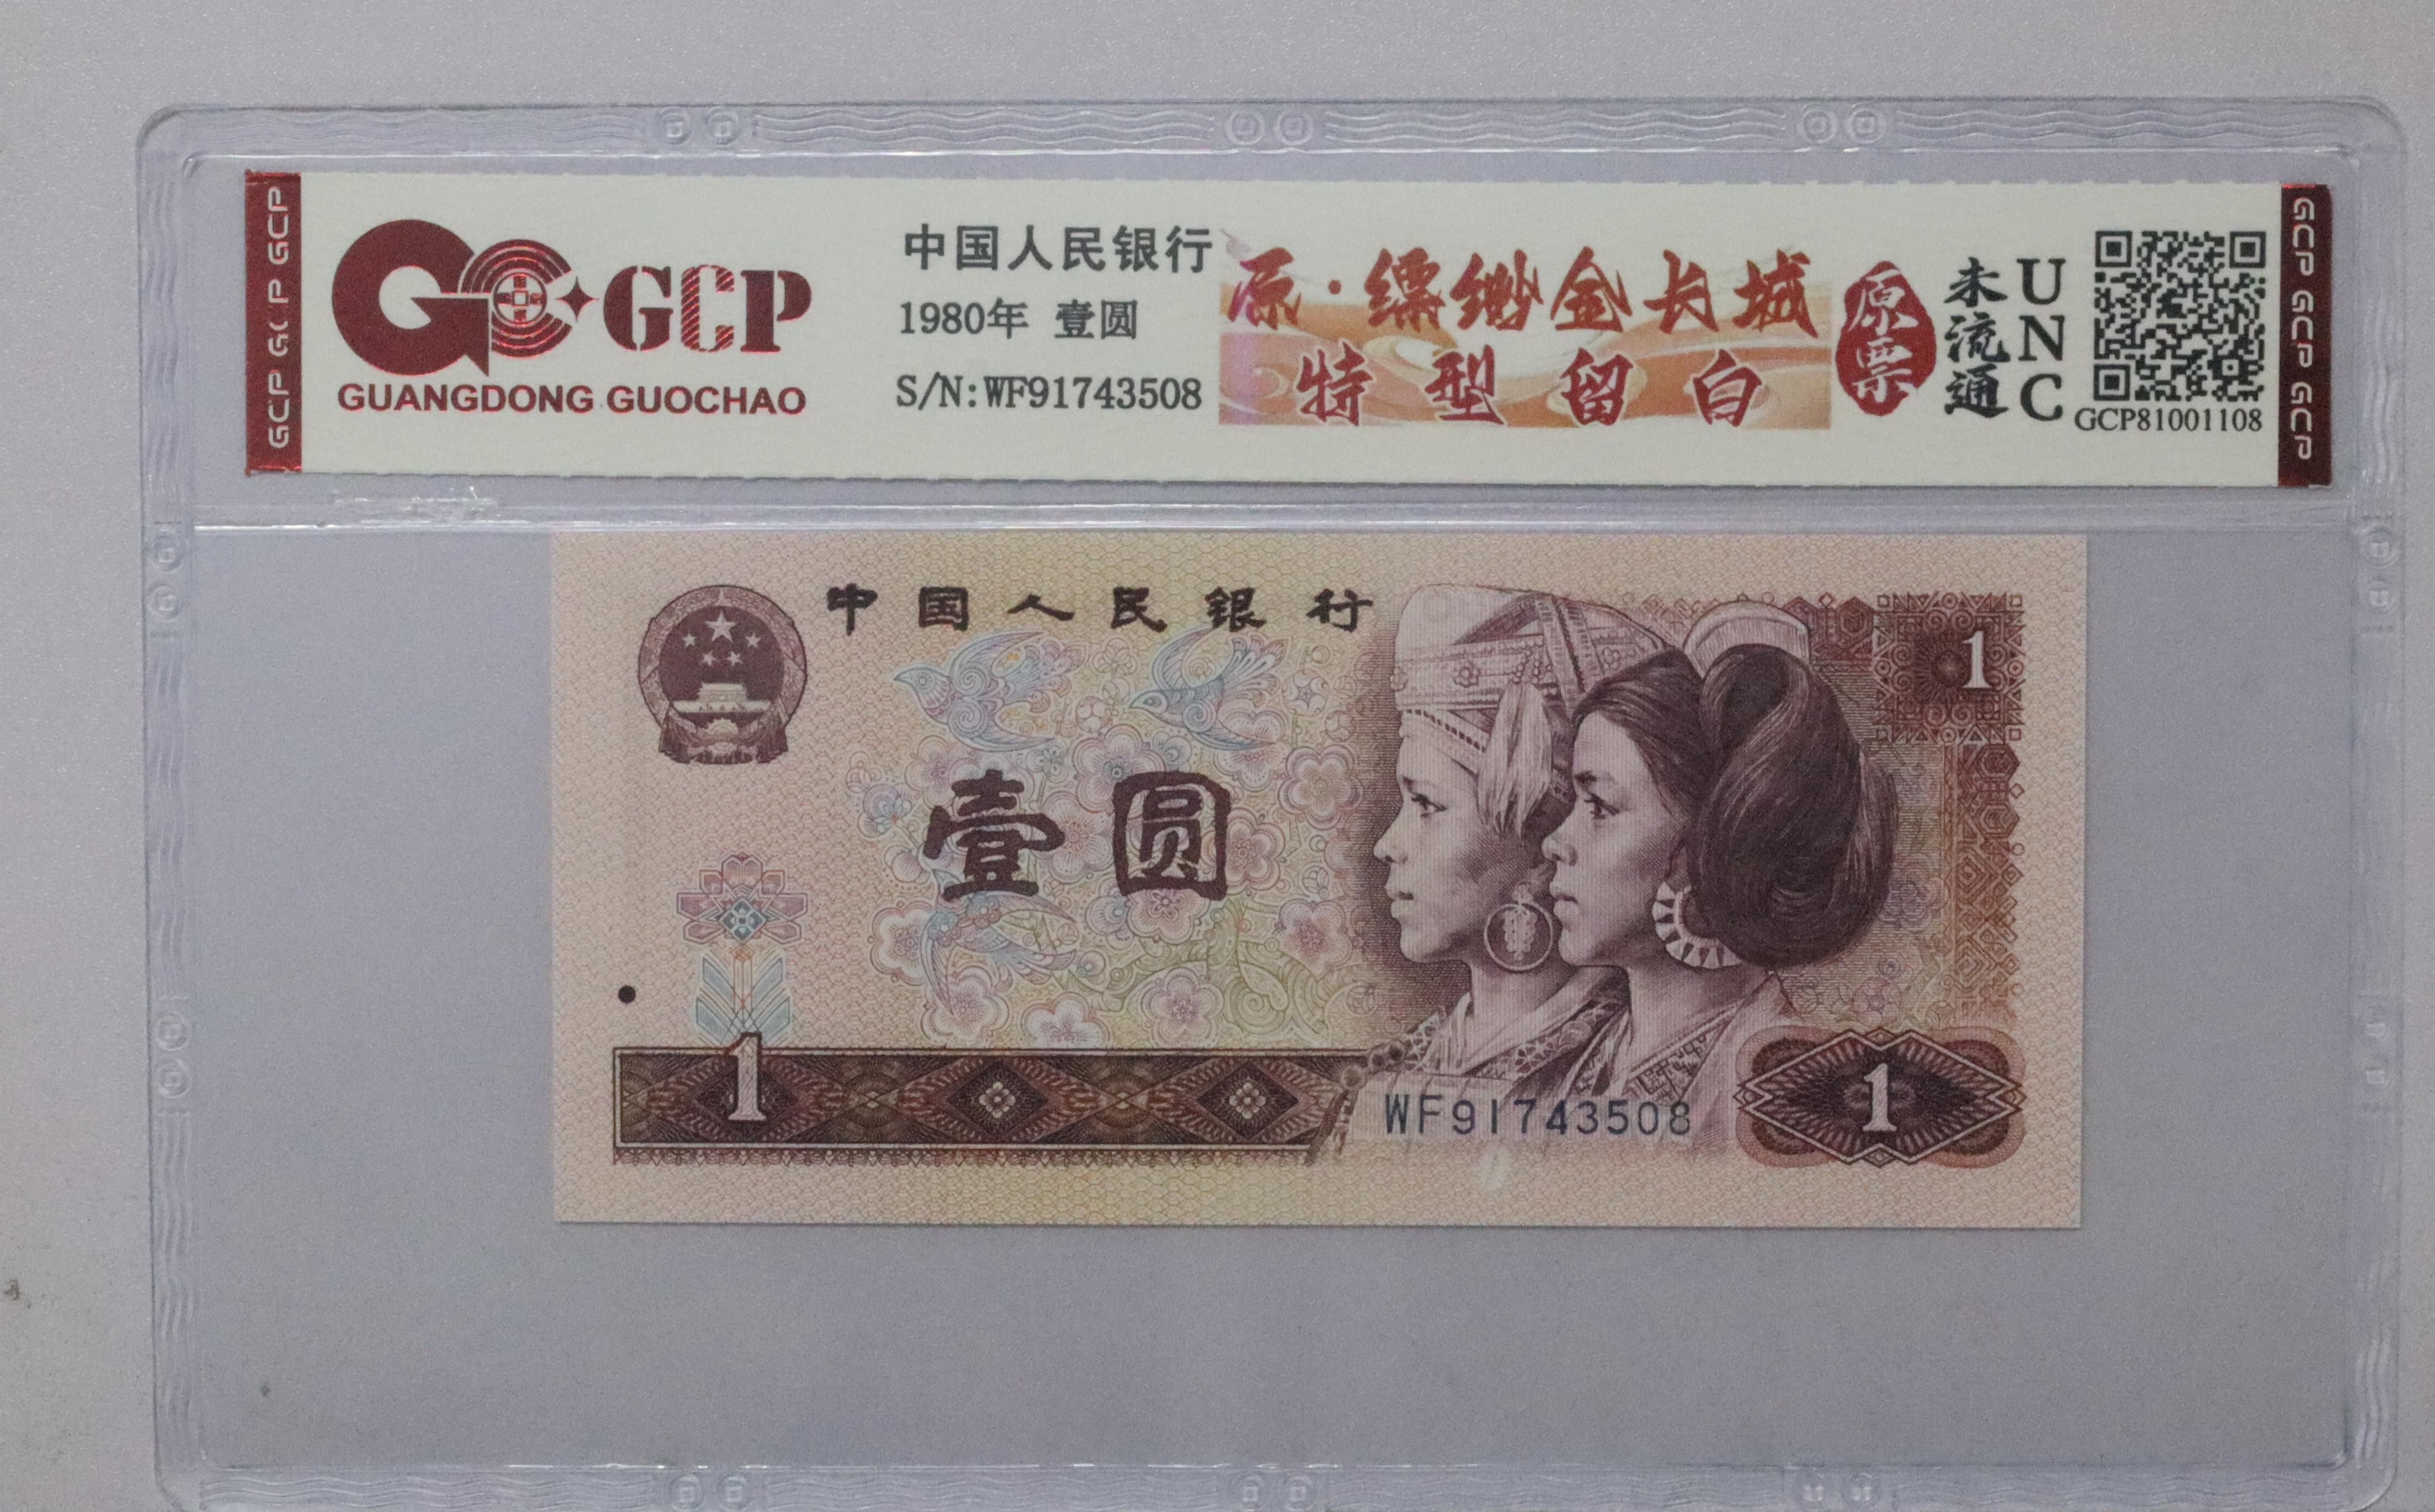 GCP GCP GCP
GCP
GUANGDONG GUOCHAO
中国人民银行
1980年 壹圆
S/N:WF91743508
原·缥缈金长城
特型留白
原票
未流通
UNC
GCP81001108
GCP GCP GCP
中国人民银行
1
壹圆
1
WF91743508
1